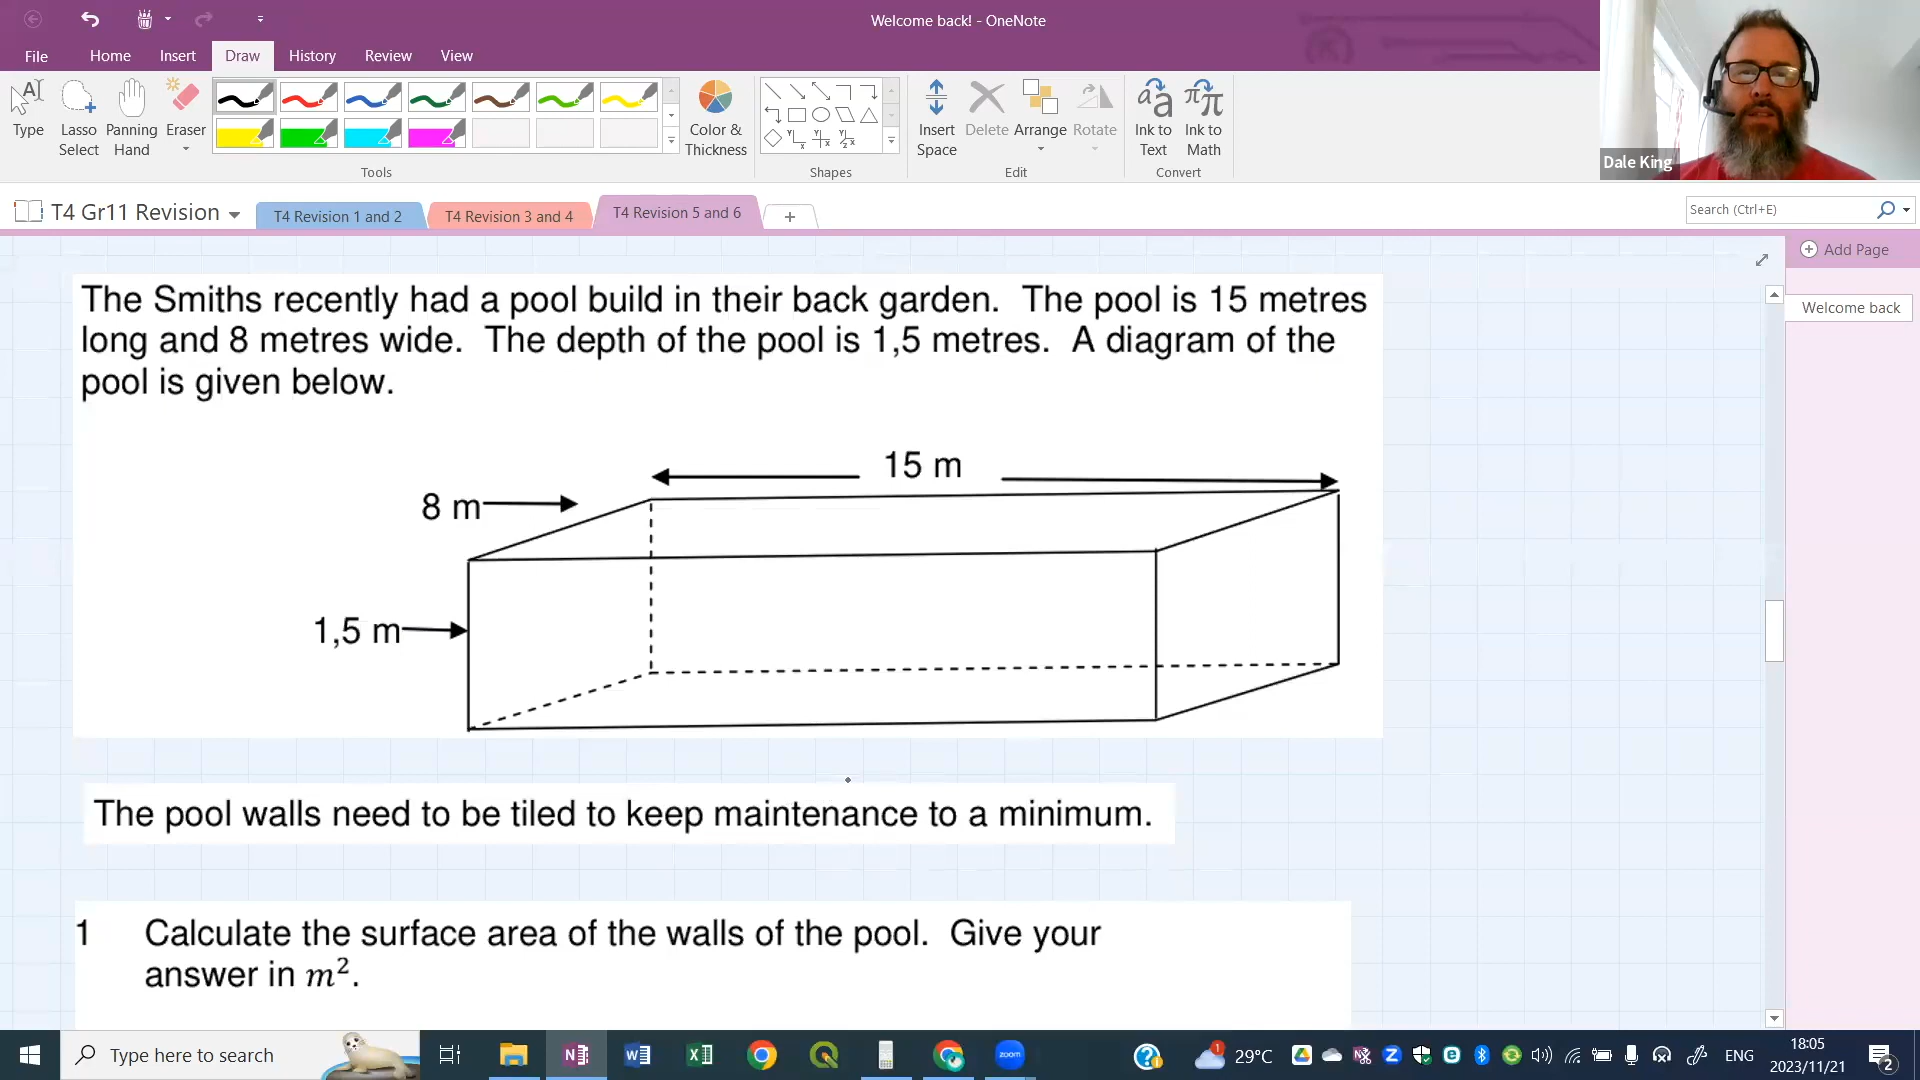 Welcome back! - OneNote
File
Home
Insert
Draw
History
Review
View
Type
Lasso
Select
Panning
Hand
Eraser
Color &
Thickness
Insert
Space
Delete
Arrange
Rotate
Ink to
Text
Ink to
Math
Tools
Shapes
Edit
Convert
Dale King
T4 Gr11 Revision
T4 Revision 1 and 2
T4 Revision 3 and 4
T4 Revision 5 and 6
Search (Ctrl+E)
Add Page
Welcome back
The Smiths recently had a pool build in their back garden. The pool is 15 metres
long and 8 metres wide. The depth of the pool is 1,5 metres. A diagram of the
pool is given below.
15 m
8 m
1,5 m
The pool walls need to be tiled to keep maintenance to a minimum.
1 Calculate the surface area of the walls of the pool. Give your
answer in m².
Type here to search
zoom
29°C
ENG
18:05
2023/11/21
2